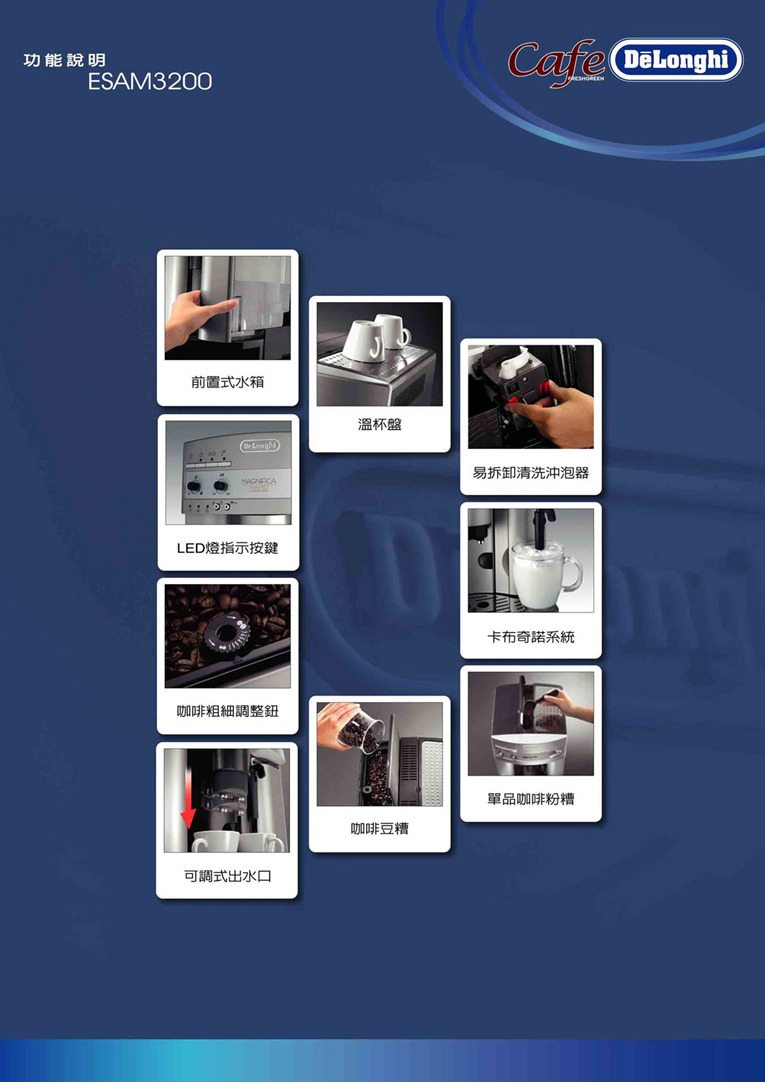 功能說明
ESAM3200
Cafe
FRESHGREEN
DeLonghi
前置式水箱
溫杯盤
易拆卸清洗沖泡器
DeLonghi
MAGNIFICA
LED燈指示按鍵
卡布奇諾系統
咖啡粗細調整鈕
單品咖啡粉糟
咖啡豆糟
可調式出水口